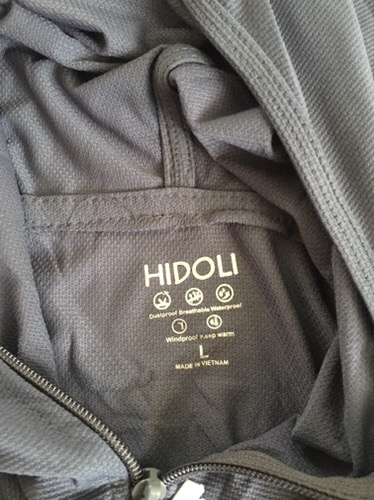 HIDOLI
Dustproof Breathable Waterproof
Windproof Keep warm
L
MADE IN VIETNAM